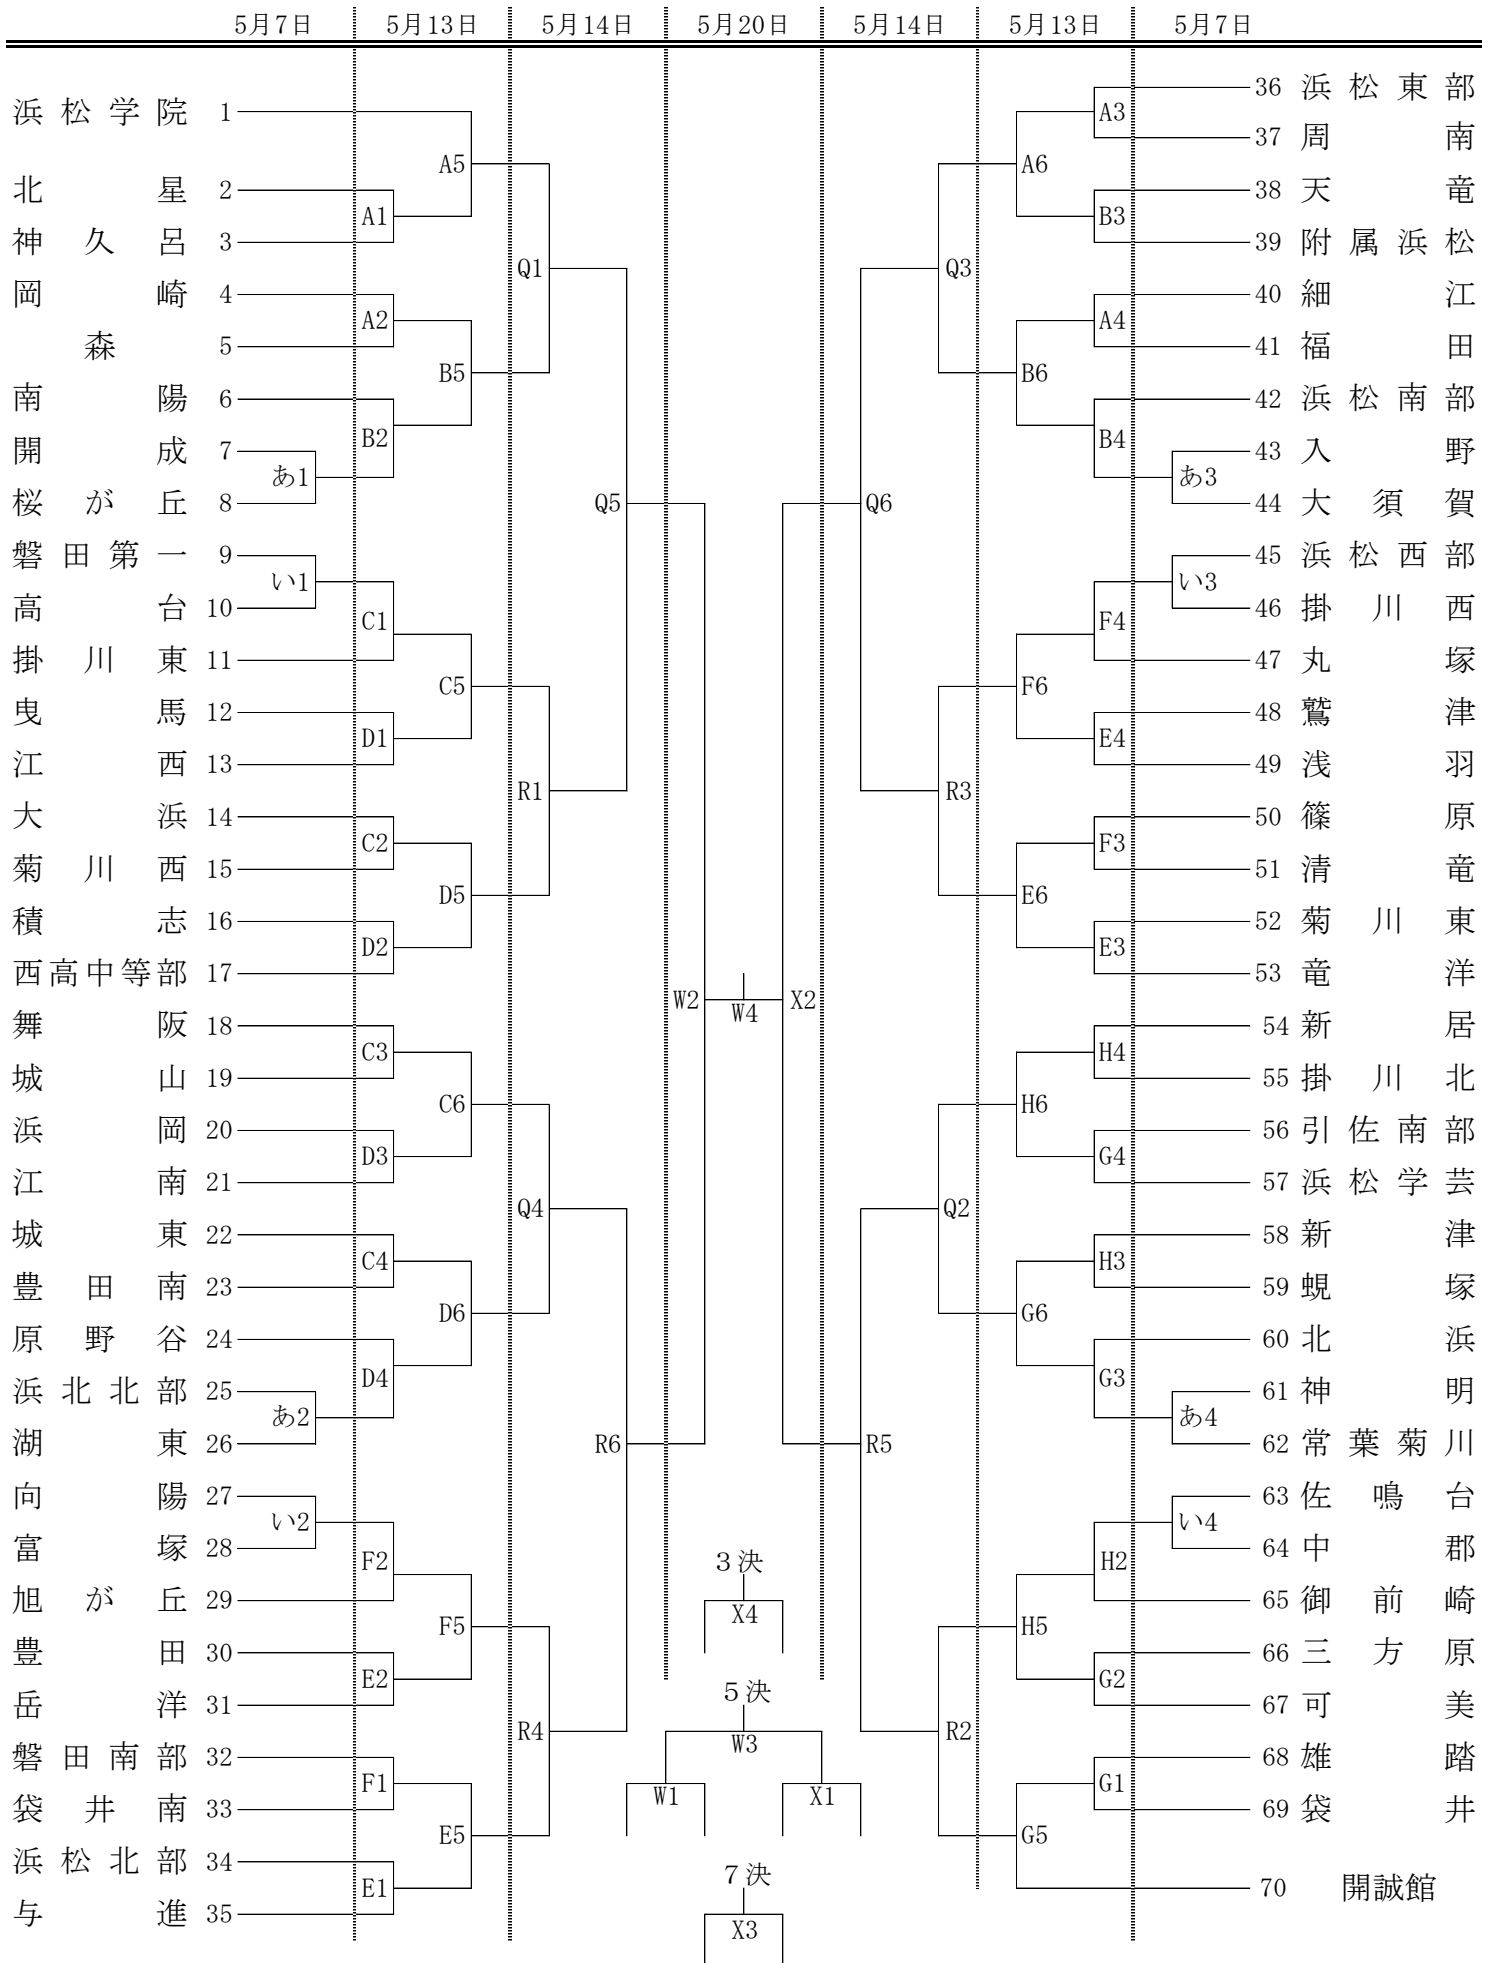 5月7日 5月13日 5月14日 5月20日 5月14日 5月13日 5月7日
浜松学院 1
北星 2
神久呂 3
岡崎 4
森 5
南陽 6
開成 7
桜が丘 8
磐田第一 9
高台 10
掛川東 11
曳馬 12
江西 13
大浜 14
菊川西 15
積志 16
西高中等部 17
舞阪 18
城山 19
浜岡 20
江南 21
城東 22
豊田南 23
原野谷 24
浜北北部 25
湖東 26
向陽 27
富塚 28
旭が丘 29
豊田 30
岳洋 31
磐田南部 32
袋井南 33
浜松北部 34
与進 35
あ1
い1
あ2
い2
A1
A2
B2
C1
D1
C2
D2
C3
D3
C4
D4
F2
E2
F1
E1
A5
B5
C5
D5
C6
D6
F5
E5
Q1
R1
Q4
R4
Q5
R6
W2
W4
X2
3決
X4
5決
W3
W1
X1
7決
X3
Q6
R5
Q3
R3
Q2
R2
A6
B6
F6
E6
H6
G6
H5
G5
A3
B3
A4
B4
F4
E4
F3
E3
H4
G4
H3
G3
H2
G2
G1
あ3
い3
あ4
い4
36 浜松東部
37 周南
38 天竜
39 附属浜松
40 細江
41 福田
42 浜松南部
43 入野
44 大須賀
45 浜松西部
46 掛川西
47 丸塚
48 鷲津
49 浅羽
50 篠原
51 清竜
52 菊川東
53 竜洋
54 新居
55 掛川北
56 引佐南部
57 浜松学芸
58 新津
59 蜆塚
60 北浜
61 神明
62 常葉菊川
63 佐鳴台
64 中郡
65 御前崎
66 三方原
67 可美
68 雄踏
69 袋井
70 開誠館